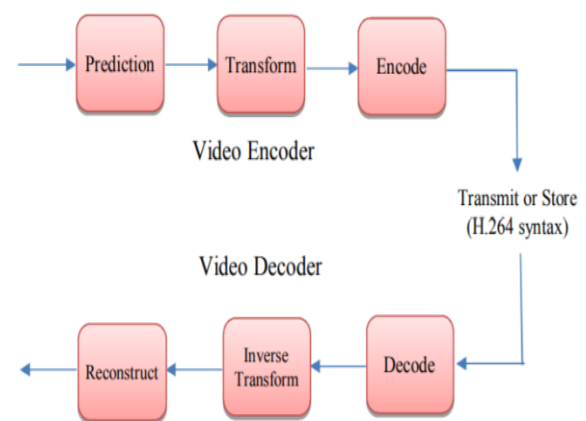 Prediction
Transform
Encode
Video Encoder
Transmit or Store
(H.264 syntax)
Video Decoder
Reconstruct
Inverse
Transform
Decode